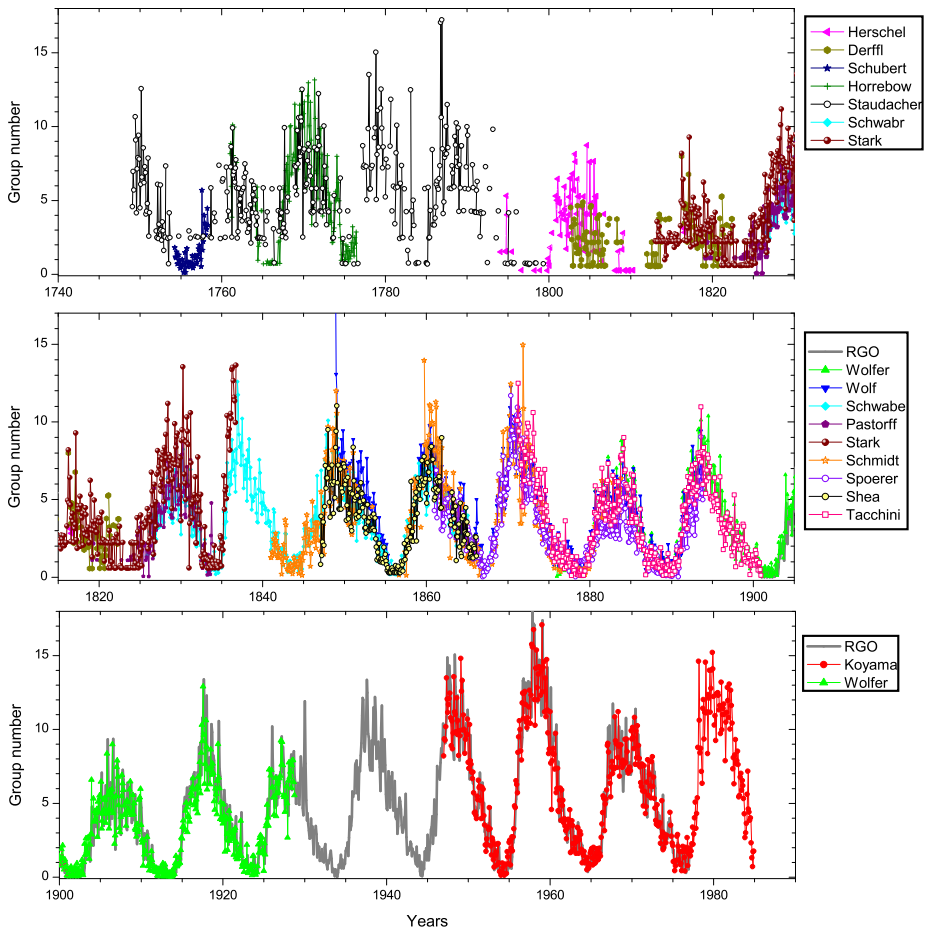 Group number
15
10
5
0
1740
1760
1780
1800
1820
Herschel
Derffl
Schubert
Horrebow
Staudacher
Schwabr
Stark
Group number
15
10
5
0
1820
1840
1860
1880
1900
RGO
Wolfer
Wolf
Schwabe
Pastorff
Stark
Schmidt
Spoerer
Shea
Tacchini
Group number
15
10
5
0
1900
1920
1940
1960
1980
Years
RGO
Koyama
Wolfer